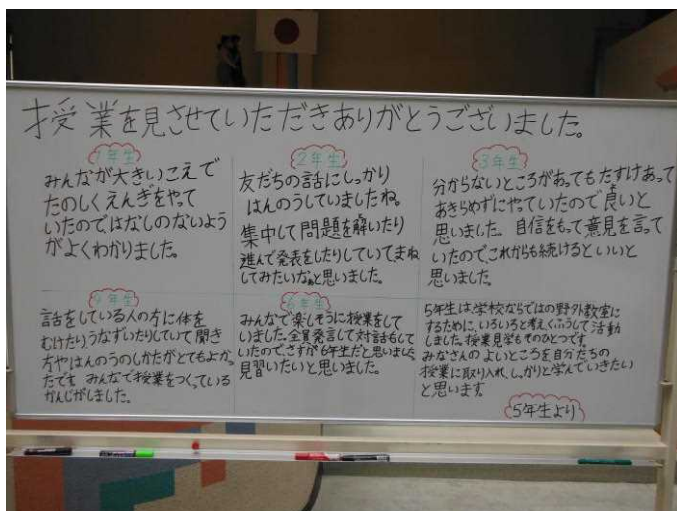 授業を見させていただきありがとうございました。
1年生
みんなが大きいこえで
たのしくえんぎをやって
いたのではなしのないよう
がよくわかりました。
2年生
友だちの話にしっかり
はんのうしていましたね。
集中して問題を解いたり
進んで発表をしたりしていて、まね
してみたいなぁと思いました。
3年生
分からないところがあってもたすけあって
あきらめずにやていたので良いと
思いました。自信をもって意見を言って
いたので、これからも続けるといいと
思いました。
4年生
話をしている人の方に体を
むけたり、うなずいたりしていて聞き
方やはんのうのしかたがとてもよかっ
たです みんなで授業をつくっている
かんじがしました。
6年生
みんなで楽しそうに授業をして
いました。全員発言して対話もして
いたので、さすが6年生だと思いました
見習いたいと思いました。
5年生は、学校ならではの野外教室に
するために、いろいろと考え、くふうして活動
しました。授業見学もそのひとつです。
みなさんのよいところを自分たちの
授業に取り入れ、しっかりと学んでいきたい
と思います。
5年生より